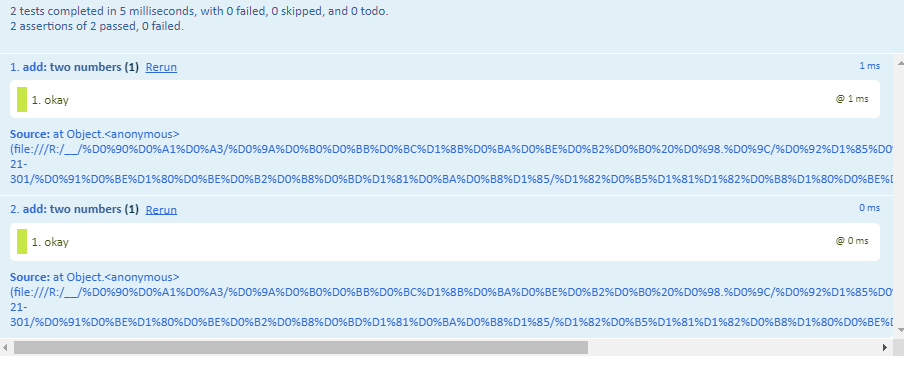 2 tests completed in 5 milliseconds, with 0 failed, 0 skipped, and 0 todo.
2 assertions of 2 passed, 0 failed.
1. add: two numbers (1) Rerun 1 ms
1. okay @ 1 ms
Source: at Object.<anonymous>
(file:///R:/__/%D0%90%D0%A1%D0%A3/%D0%9A%D0%B0%D0%BB%D0%BC%D1%8B%D0%BA%D0%BE%D0%B2%D0%B0%20%D0%98.%D0%9C/%D0%92%D1%85%D0%
21-
301/%D0%91%D0%BE%D1%80%D0%BE%D0%B2%D0%B8%D0%BD%D1%81%D0%BA%D0%B8%D1%85/%D1%82%D0%B5%D1%81%D1%82%D0%B8%D1%80%D0%BE%D
2. add: two numbers (1) Rerun 0 ms
1. okay @ 0 ms
Source: at Object.<anonymous>
(file:///R:/__/%D0%90%D0%A1%D0%A3/%D0%9A%D0%B0%D0%BB%D0%BC%D1%8B%D0%BA%D0%BE%D0%B2%D0%B0%20%D0%98.%D0%9C/%D0%92%D1%85%D0%
21-
301/%D0%91%D0%BE%D1%80%D0%BE%D0%B2%D0%B8%D0%BD%D1%81%D0%BA%D0%B8%D1%85/%D1%82%D0%B5%D1%81%D1%82%D0%B8%D1%80%D0%BE%D